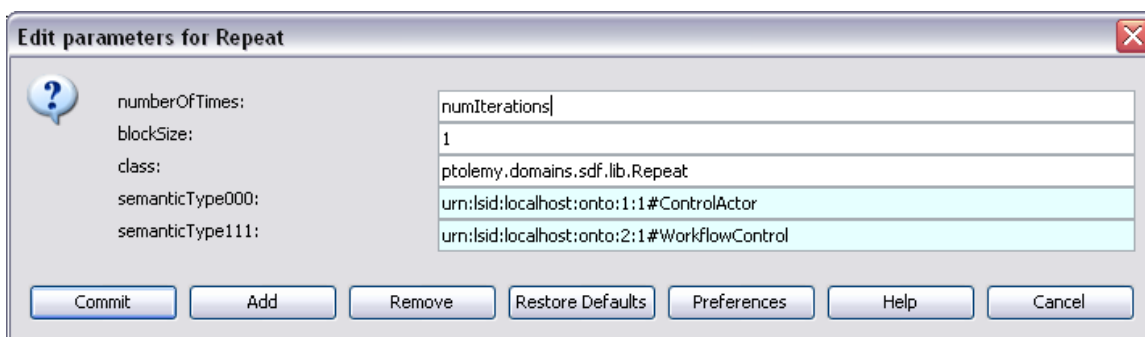 Edit parameters for Repeat
?
numberOfTimes: numIterations
blockSize: 1
class: ptolemy.domains.sdf.lib.Repeat
semanticType000: urn:lsid:localhost:onto:1:1#ControlActor
semanticType111: urn:lsid:localhost:onto:2:1#WorkflowControl
Commit Add Remove Restore Defaults Preferences Help Cancel